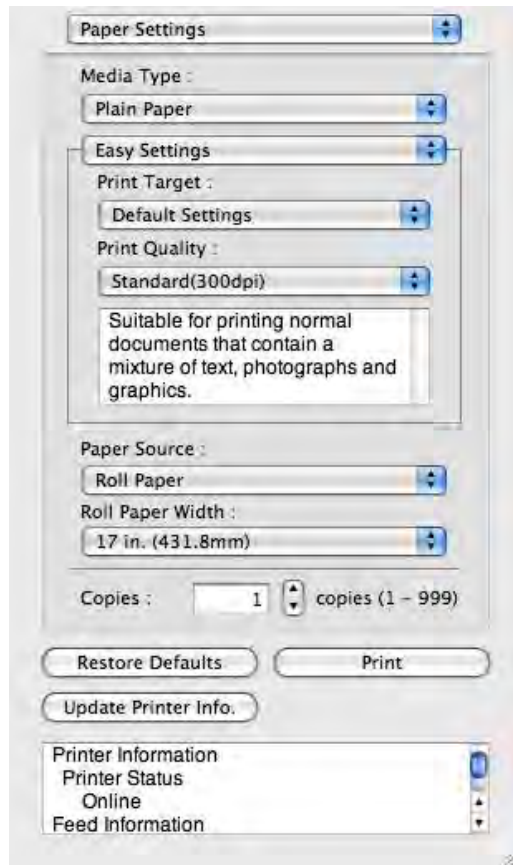 Paper Settings
Media Type :
Plain Paper
Easy Settings
Print Target :
Default Settings
Print Quality :
Standard(300dpi)
Suitable for printing normal
documents that contain a
mixture of text, photographs and
graphics.
Paper Source :
Roll Paper
Roll Paper Width :
17 in. (431.8mm)
Copies : 1 copies (1 – 999)
Restore Defaults Print
Update Printer Info.
Printer Information
Printer Status
Online
Feed Information